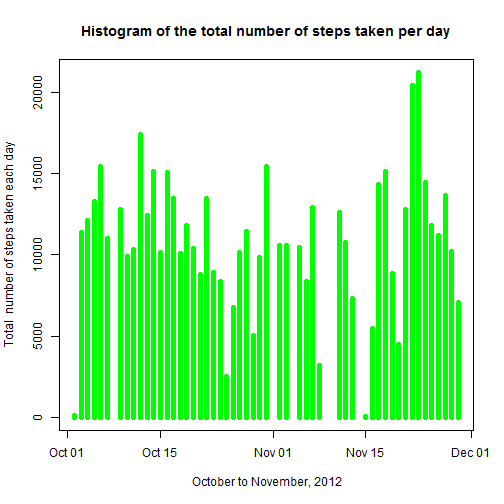 Histogram of the total number of steps taken per day
Total  number of steps taken each day
20000
15000
10000
5000
0
Oct 01
Oct 15
Nov 01
Nov 15
Dec 01
October to November, 2012